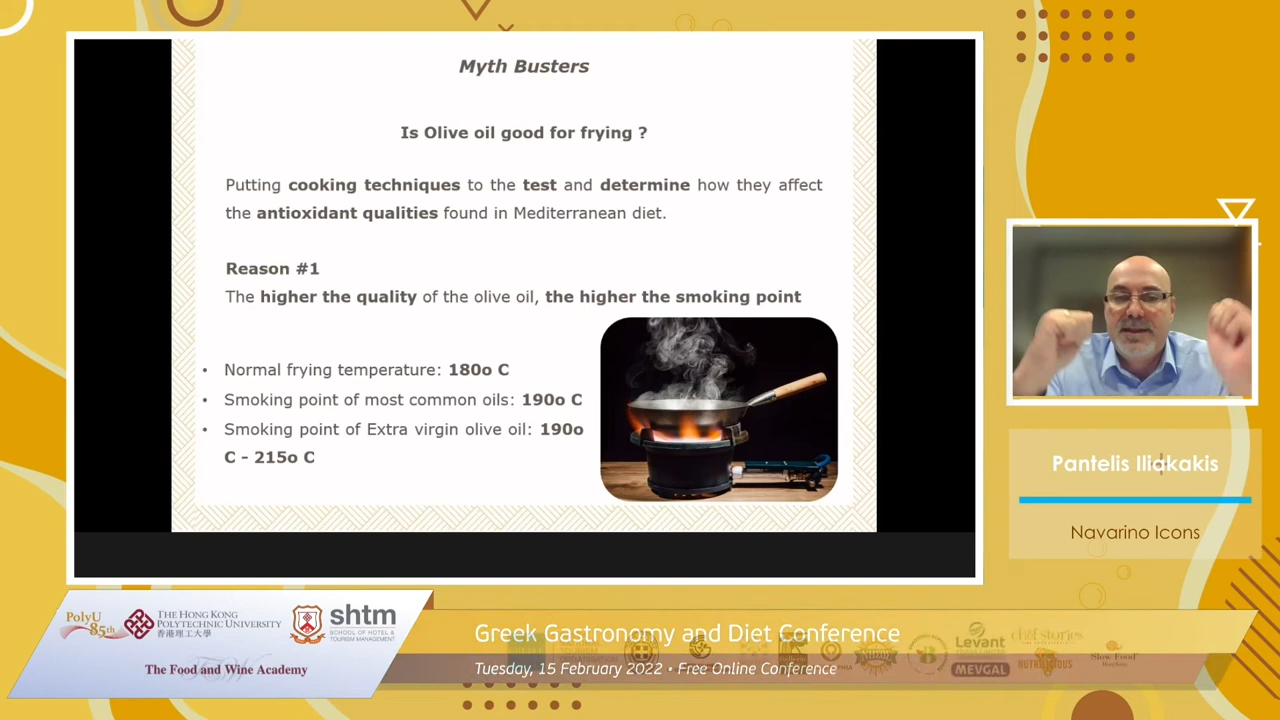 Myth Busters
Is Olive oil good for frying ?
Putting cooking techniques to the test and determine how they affect
the antioxidant qualities found in Mediterranean diet.
Reason #1
The higher the quality of the olive oil, the higher the smoking point
• Normal frying temperature: 180o C
• Smoking point of most common oils: 190o C
• Smoking point of Extra virgin olive oil: 190o
C - 215o C
Pantelis Iliakakis
Navarino Icons
PolyU
85th
THE HONG KONG
POLYTECHNIC UNIVERSITY
香港理工大學
shtm
SCHOOL OF HOTEL &
TOURISM MANAGEMENT
The Food and Wine Academy
Greek Gastronomy and Diet Conference
Tuesday, 15 February 2022 • Free Online Conference
Levant
MEVGAL
chef stories
NUTRILICIOUS
Slow Food